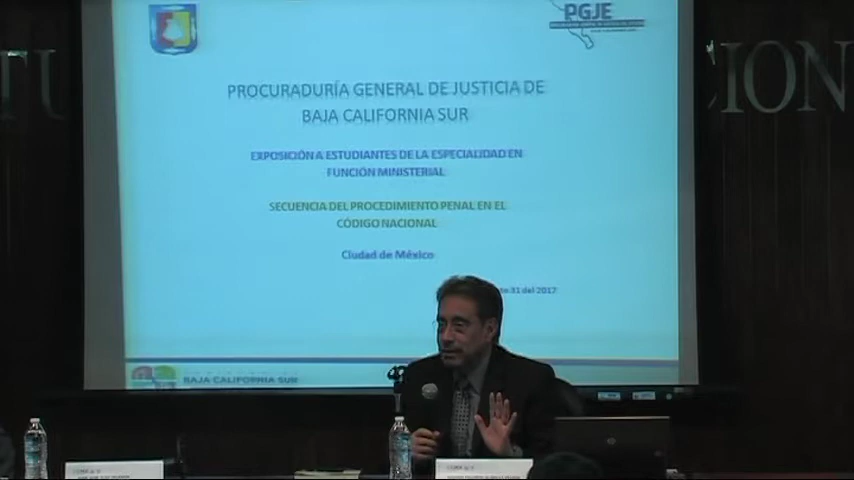 PGJE
PROCURADURÍA GENERAL DE JUSTICIA DE
BAJA CALIFORNIA SUR
EXPOSICIÓN A ESTUDIANTES DE LA ESPECIALIDAD EN
FUNCIÓN MINISTERIAL
SECUENCIA DEL PROCEDIMIENTO PENAL EN EL
CÓDIGO NACIONAL
Ciudad de México
31 del 2017
BAJA CALIFORNIA SUR
CION